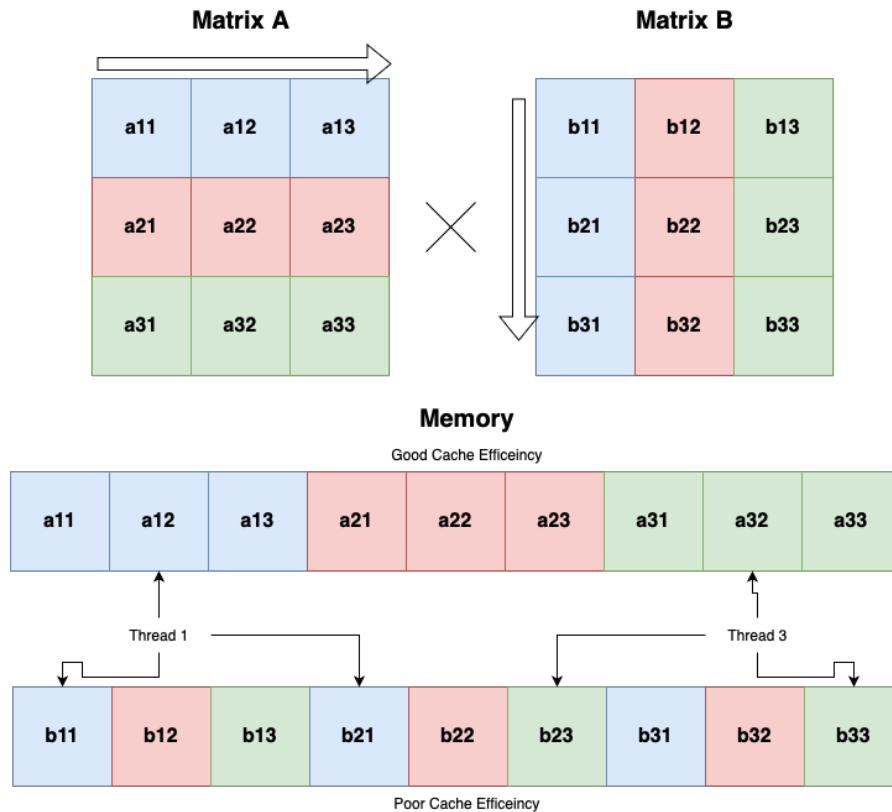 Matrix A
Matrix B
a11 a12 a13
b11 b12 b13
a21 a22 a23
b21 b22 b23
a31 a32 a33
b31 b32 b33
Memory
Good Cache Efficeincy
a11 a12 a13 a21 a22 a23 a31 a32 a33
Thread 1
Thread 3
b11 b12 b13 b21 b22 b23 b31 b32 b33
Poor Cache Efficeincy